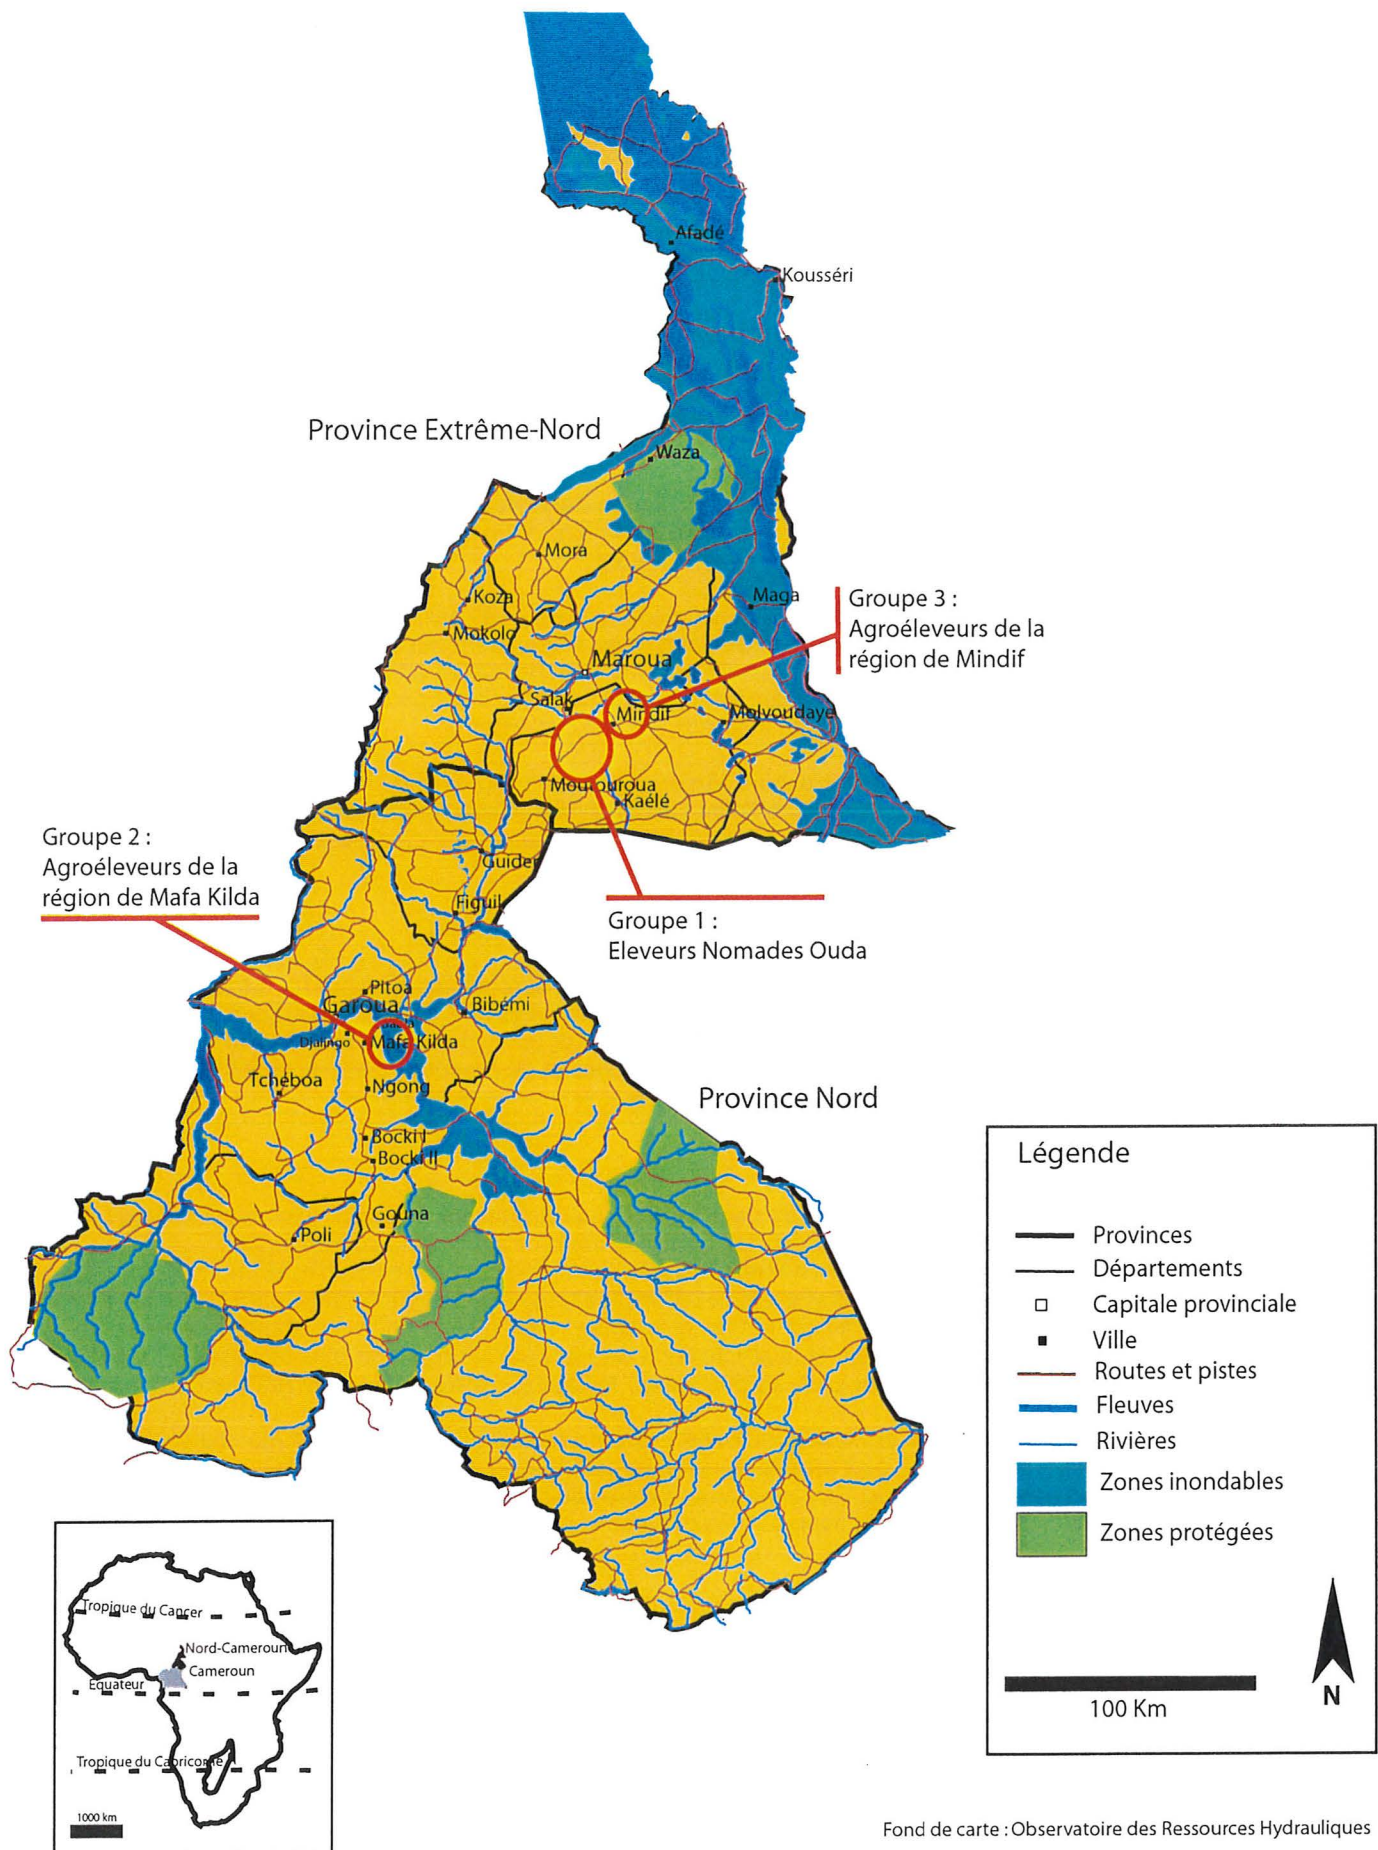 Afadé
Kousséri
Province Extrême-Nord
Waza
Mora
Koza
Maga
Mokolo
Groupe 3 :
Agroéleveurs de la
région de Mindif
Maroua
Salak
Mindif
Molvoudaye
Moutouroua
Kaélé
Groupe 2 :
Agroéleveurs de la
région de Mafa Kilda
Guider
Figuil
Groupe 1 :
Eleveurs Nomades Ouda
Pitoa
Garoua
Bibémi
Djalingo
Mafa Kilda
Tchéboa
Ngong
Province Nord
Bocki I
Bocki II
Gouna
Poli
Légende
Provinces
Départements
Capitale provinciale
Ville
Routes et pistes
Fleuves
Rivières
Zones inondables
Zones protégées
100 Km
N
Tropique du Cancer
Nord-Cameroun
Cameroun
Equateur
Tropique du Capricorne
1000 km
Fond de carte : Observatoire des Ressources Hydrauliques